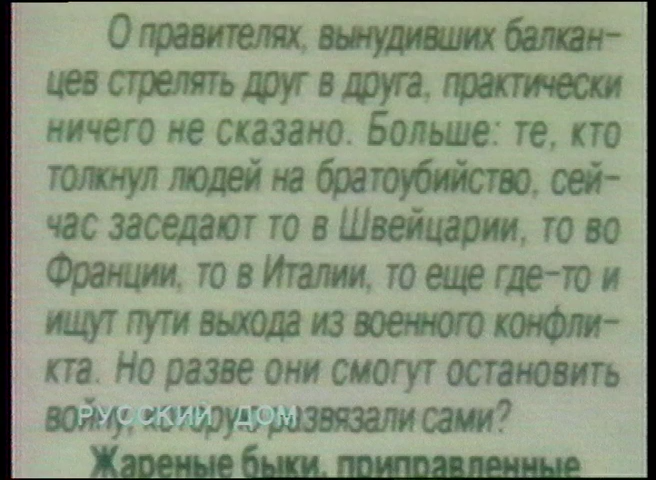 О правителях, вынудивших балкан-
цев стрелять друг в друга, практически
ничего не сказано. Больше: те, кто
толкнул людей на братоубийство, сей-
час заседают то в Швейцарии, то во
Франции, то в Италии, то еще где-то и
ищут пути выхода из военного конфли-
кта. Но разве они смогут остановить
войну, которую развязали сами?
РУССКИЙ ДОМ
Жареные быки, приправленные